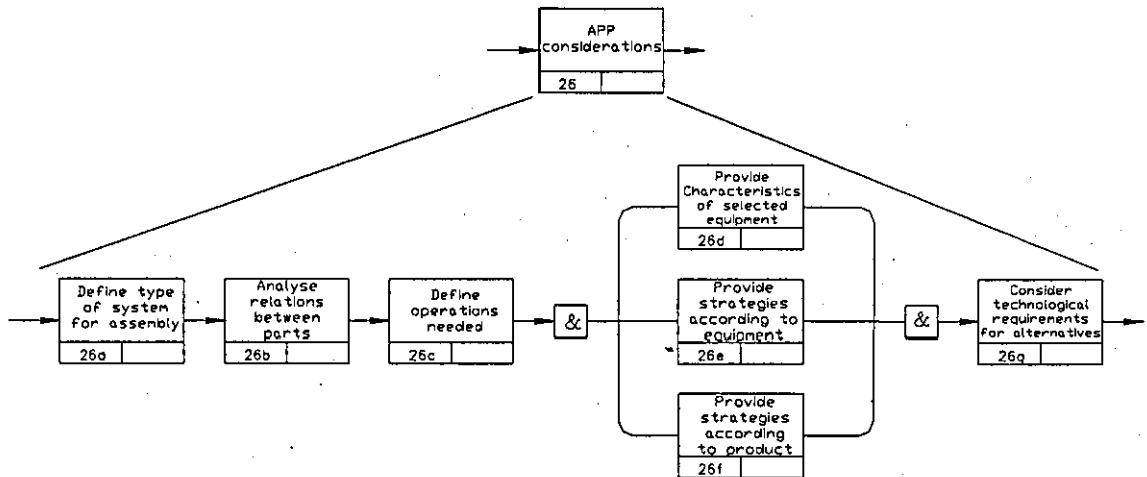 APP
considerations
26
Define type
of system
for assembly
26a
Analyse
relations
between
parts
26b
Define
operations
needed
26c
&
Provide
Characteristics
of selected
equipment
26d
Provide
strategies
according to
equipment
26e
Provide
strategies
according
to product
26f
&
Consider
technological
requirements
for alternatives
26g